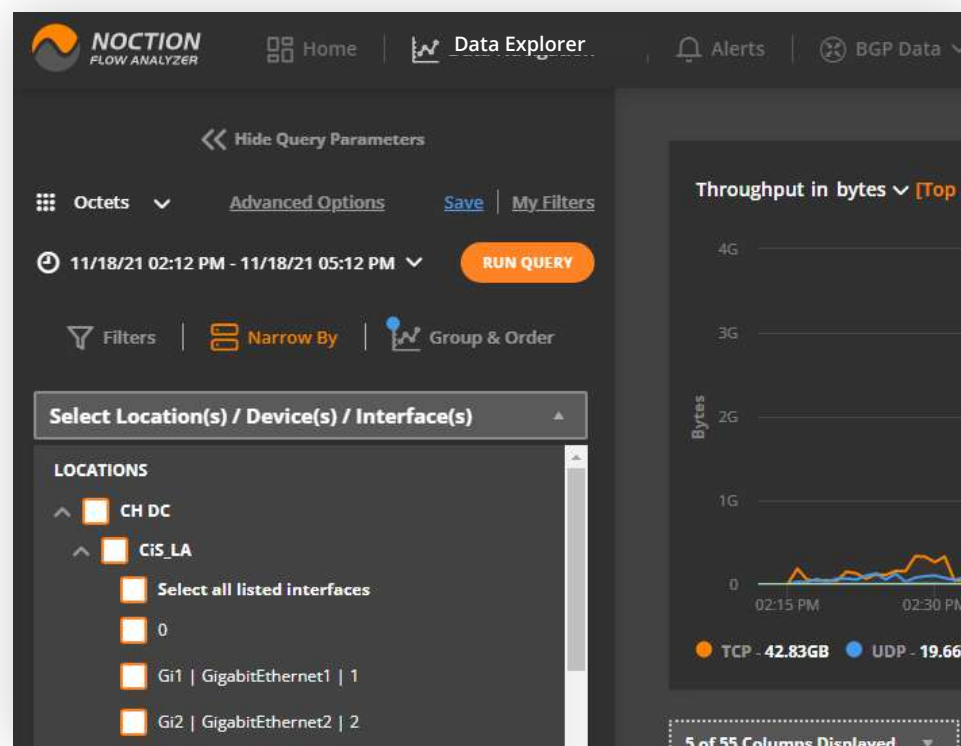 NOCTION
FLOW ANALYZER
Home
Data Explorer
Alerts
BGP Data
Hide Query Parameters
Octets
Advanced Options
Save
My Filters
11/18/21 02:12 PM - 11/18/21 05:12 PM
RUN QUERY
Filters
Narrow By
Group & Order
Select Location(s) / Device(s) / Interface(s)
LOCATIONS
CH DC
CiS_LA
Select all listed interfaces
0
Gi1 | GigabitEthernet1 | 1
Gi2 | GigabitEthernet2 | 2
Throughput in bytes [Top
4G
3G
2G
1G
0
Bytes
02:15 PM
02:30 PM
TCP - 42.83GB
UDP - 19.66
5 of 55 Columns Displayed